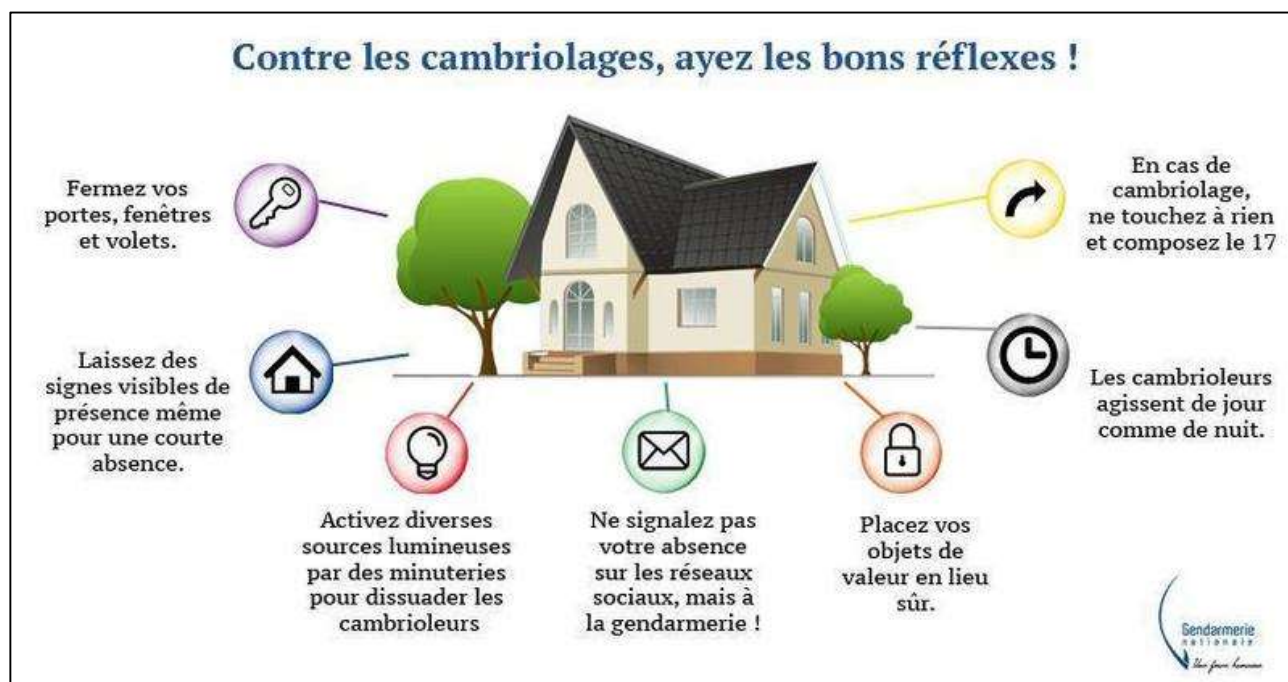 Contre les cambriolages, ayez les bons réflexes !
Fermez vos
portes, fenêtres
et volets.
Laissez des
signes visibles de
présence même
pour une courte
absence.
Activez diverses
sources lumineuses
par des minuteries
pour dissuader les
cambrioleurs
Ne signalez pas
votre absence
sur les réseaux
sociaux, mais à
la gendarmerie !
Placez vos
objets de
valeur en lieu
sûr.
En cas de
cambriolage,
ne touchez à rien
et composez le 17
Les cambrioleurs
agissent de jour
comme de nuit.
Gendarmerie
nationale
Une force humaine